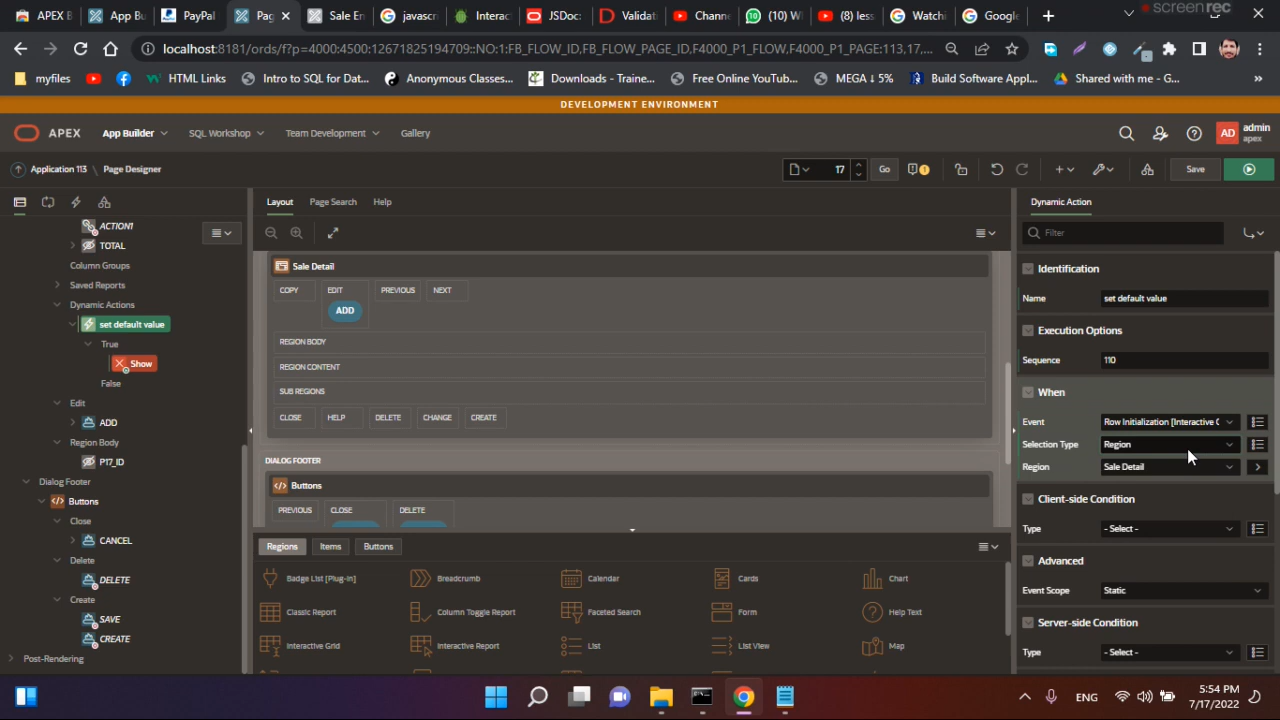 APEX B
App Bu
PayPal
Pag
Sale En
javascr
Interac
JSDoc:
Validat
Chann
(10) W
(8) less
Watchi
Google
screenrec
localhost:8181/ords/f?p=4000:4500:12671825194709::NO:1:FB_FLOW_ID,FB_FLOW_PAGE_ID,F4000_P1_FLOW,F4000_P1_PAGE:113,17,...
myfiles
HTML Links
Intro to SQL for Dat...
Anonymous Classes...
Downloads - Traine...
Free Online YouTub...
MEGA ↓ 5%
Build Software Appl...
Shared with me - G...
»
DEVELOPMENT ENVIRONMENT
APEX
App Builder
SQL Workshop
Team Development
Gallery
AD
admin
apex
Application 113 \ Page Designer
17
Go
1
Save
Layout
Page Search
Help
Dynamic Action
ACTION1
TOTAL
Column Groups
Saved Reports
Dynamic Actions
set default value
True
Show
False
Edit
ADD
Region Body
P17_ID
Dialog Footer
Buttons
Close
CANCEL
Delete
DELETE
Create
SAVE
CREATE
Post-Rendering
Sale Detail
COPY
EDIT
PREVIOUS
NEXT
ADD
REGION BODY
REGION CONTENT
SUB REGIONS
CLOSE
HELP
DELETE
CHANGE
CREATE
DIALOG FOOTER
Buttons
PREVIOUS
CLOSE
DELETE
Regions
Items
Buttons
Badge List [Plug-in]
Breadcrumb
Calendar
Cards
Chart
Classic Report
Column Toggle Report
Faceted Search
Form
Help Text
Interactive Grid
Interactive Report
List
List View
Map
Filter
Identification
Name
set default value
Execution Options
Sequence
110
When
Event
Row Initialization [Interactive G
Selection Type
Region
Region
Sale Detail
Client-side Condition
Type
- Select -
Advanced
Event Scope
Static
Server-side Condition
Type
- Select -
ENG
5:54 PM
7/17/2022